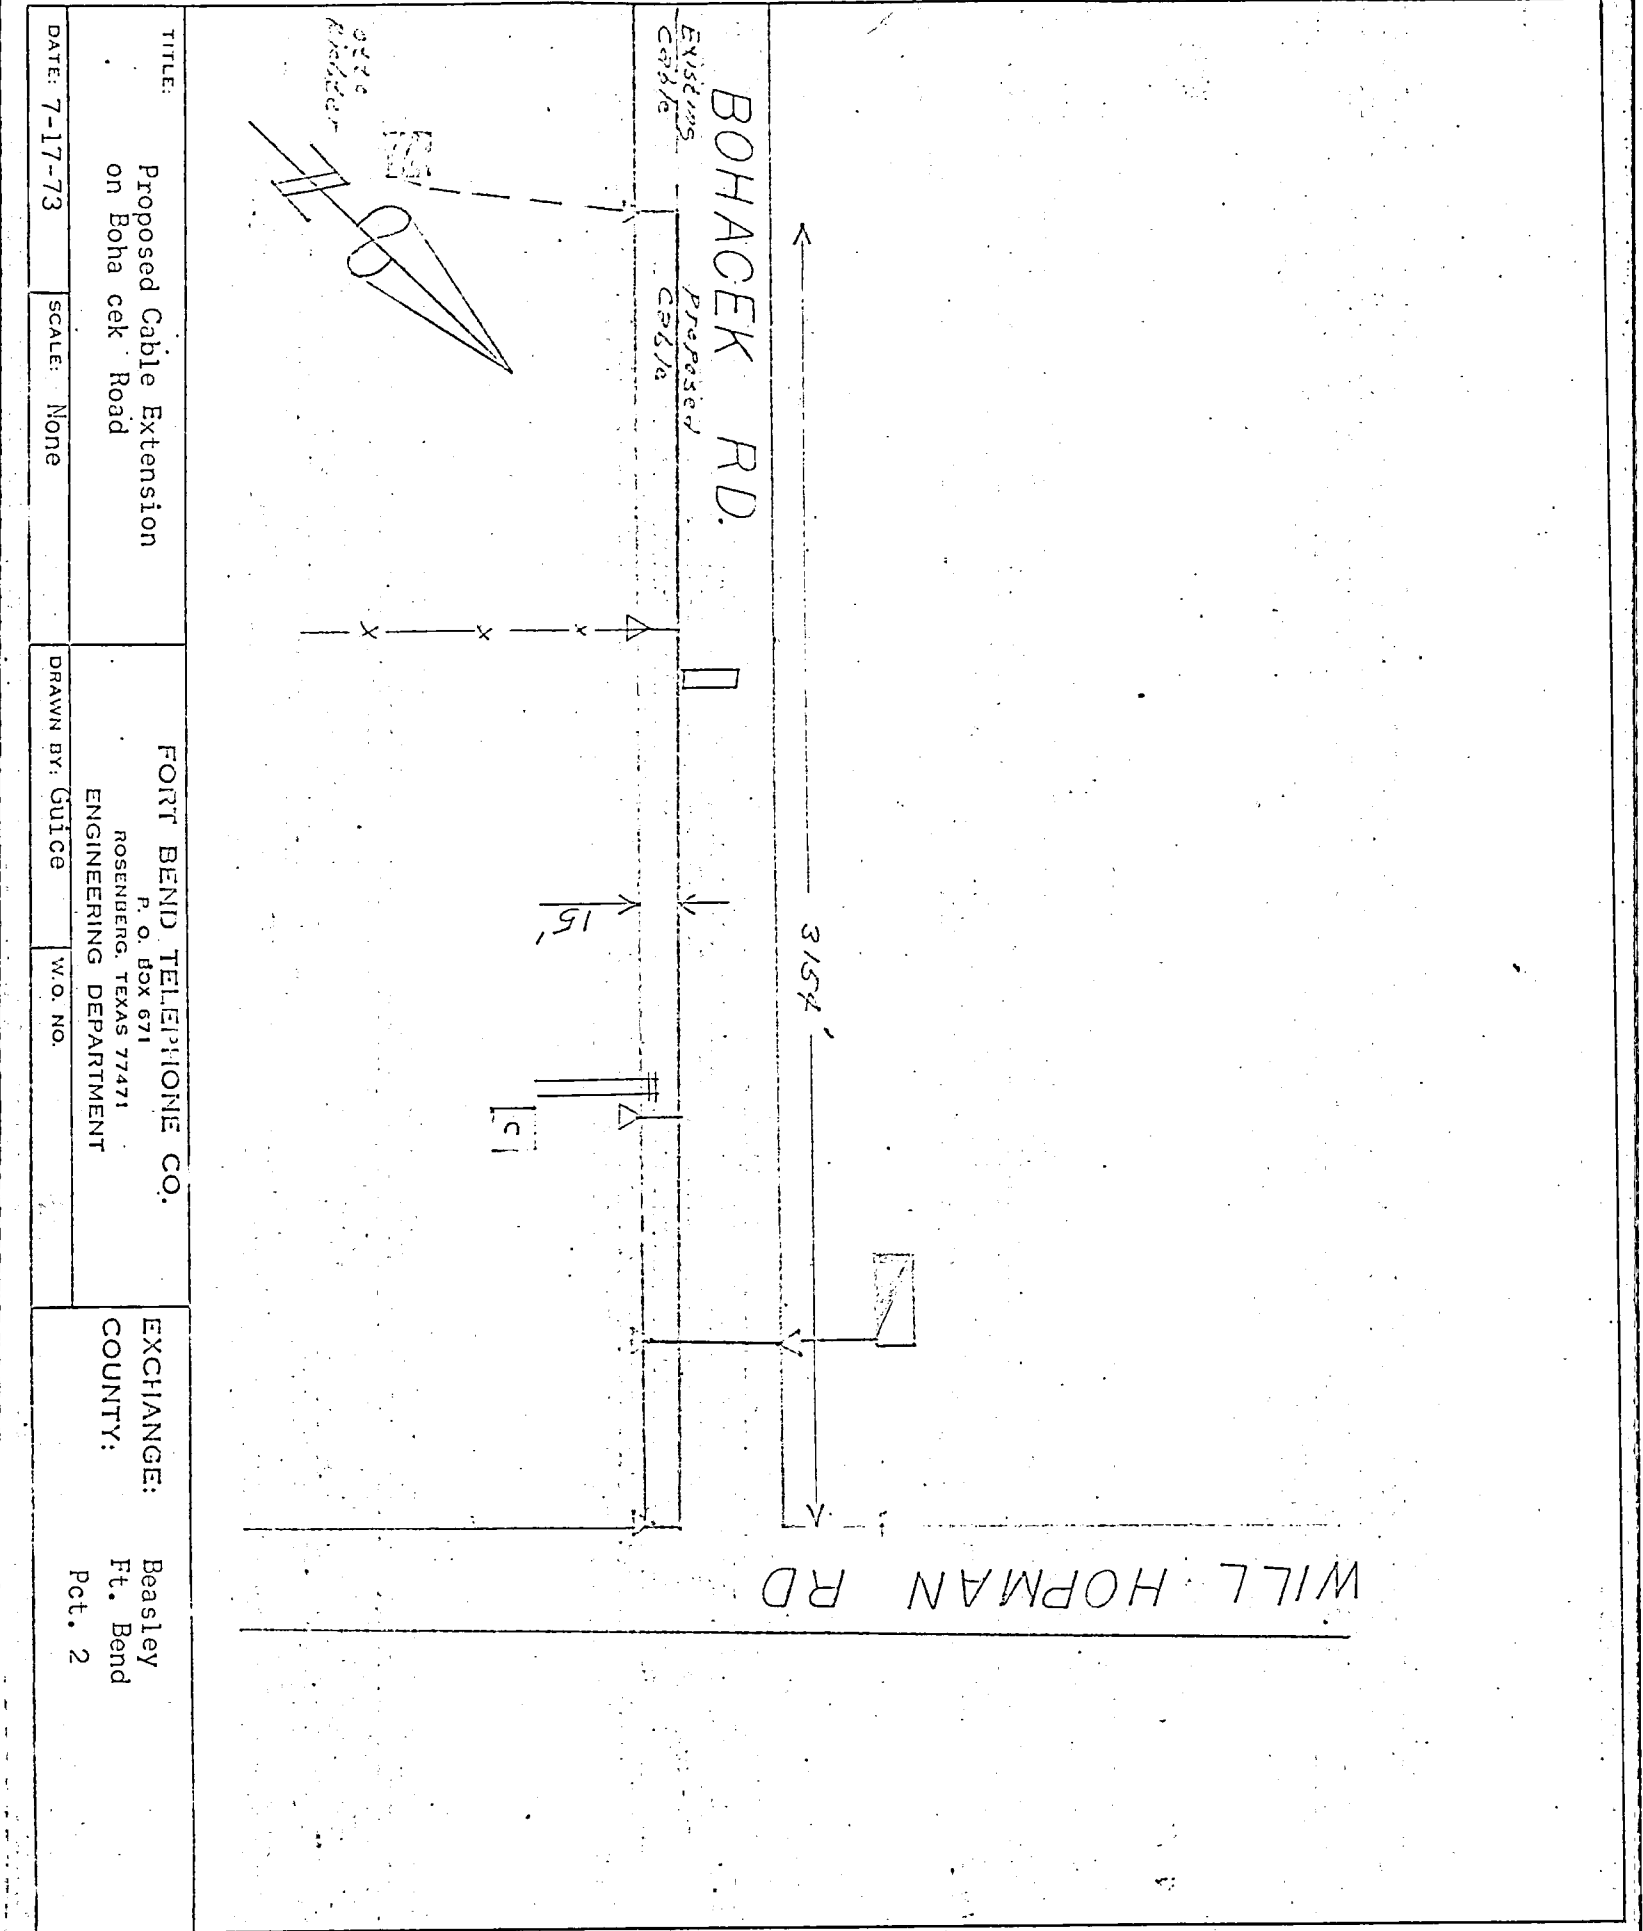 WILL HOPMAN RD
BOHACEK RD.
Existing
Cable
Proposed
Cable
3154'
15'
C
TITLE:
Proposed Cable Extension
on Boha cek Road
DATE: 7-17-73
SCALE: None
FORT BEND TELEPHONE CO.
P. O. BOX 671
ROSENBERG, TEXAS 77471
ENGINEERING DEPARTMENT
DRAWN BY: Guice
W.O. NO.
EXCHANGE: Beasley
COUNTY: Ft. Bend
Pct. 2